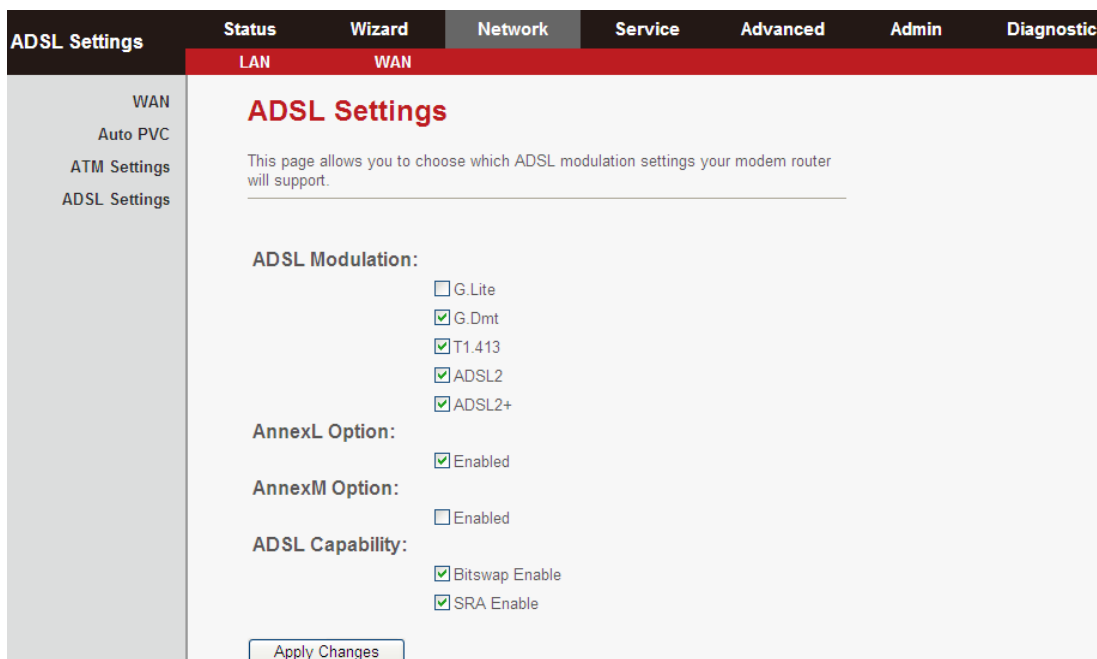 ADSL Settings
Status Wizard Network Service Advanced Admin Diagnostic
LAN WAN
WAN
Auto PVC
ATM Settings
ADSL Settings
ADSL Settings
This page allows you to choose which ADSL modulation settings your modem router
will support.
ADSL Modulation:
G.Lite
G.Dmt
T1.413
ADSL2
ADSL2+
AnnexL Option:
Enabled
AnnexM Option:
Enabled
ADSL Capability:
Bitswap Enable
SRA Enable
Apply Changes